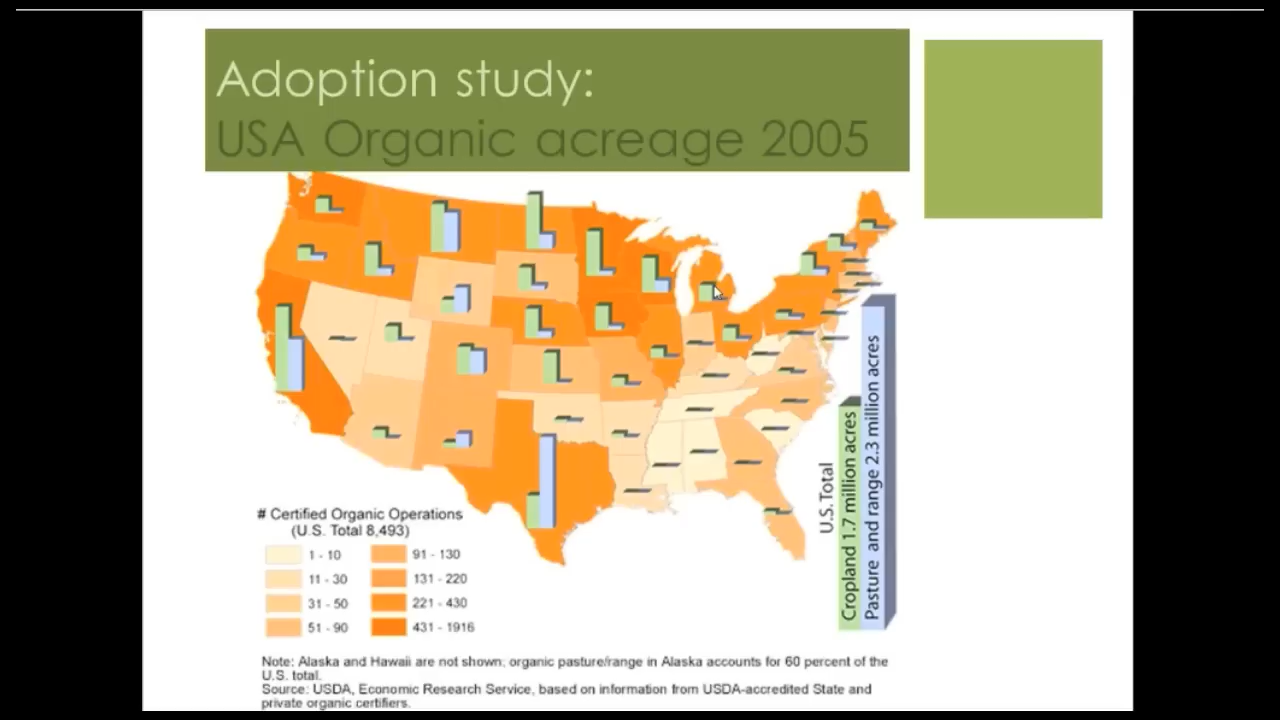 Adoption study:
USA Organic acreage 2005
# Certified Organic Operations
(U.S. Total 8,493)
1 - 10
11 - 30
31 - 50
51 - 90
91 - 130
131 - 220
221 - 430
431 - 1916
U.S. Total
Cropland 1.7 million acres
Pasture and range 2.3 million acres
Note: Alaska and Hawaii are not shown; organic pasture/range in Alaska accounts for 60 percent of the
U.S. total.
Source: USDA, Economic Research Service, based on information from USDA-accredited State and
private organic certifiers.